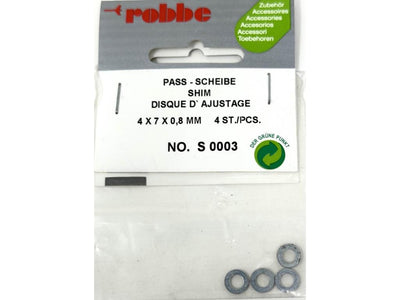 robbe
Zubehör
Accessoires
Accessories
Accesorios
Accessori
Toebehoren
PASS - SCHEIBE
SHIM
DISQUE D` AJUSTAGE
4 X 7 X 0,8 MM 4 ST./PCS.
NO. S 0003
DER GRÜNE PUNKT